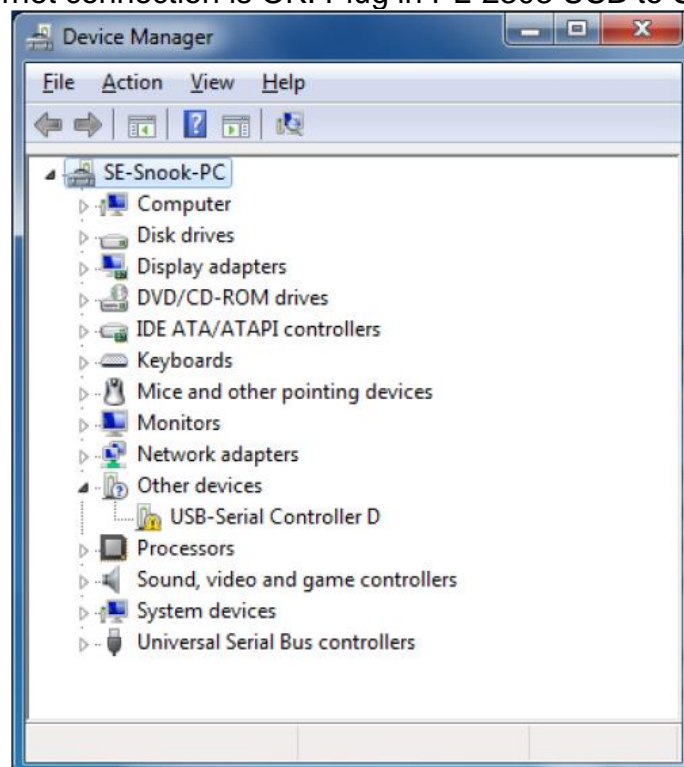 Device Manager
File Action View Help
SE-Snook-PC
Computer
Disk drives
Display adapters
DVD/CD-ROM drives
IDE ATA/ATAPI controllers
Keyboards
Mice and other pointing devices
Monitors
Network adapters
Other devices
USB-Serial Controller D
Processors
Sound, video and game controllers
System devices
Universal Serial Bus controllers